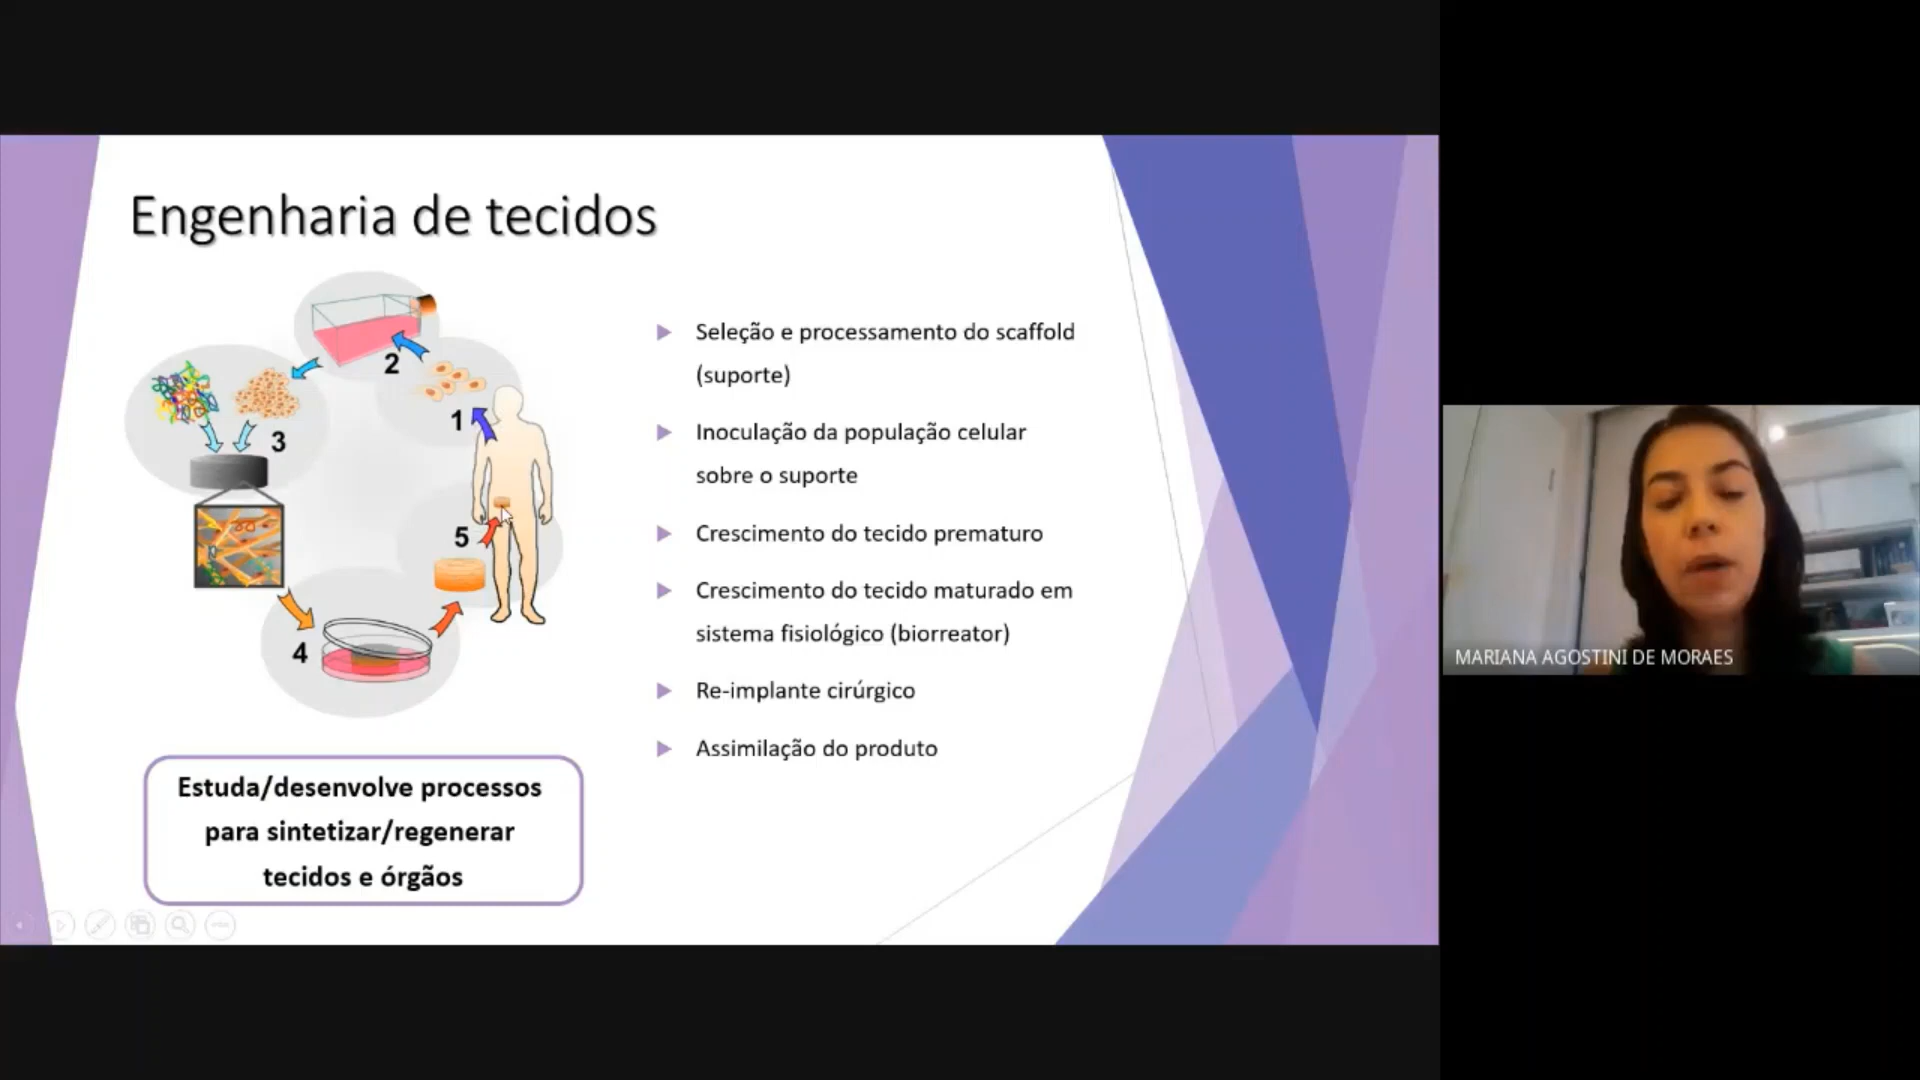 Engenharia de tecidos
2
1
3
5
4
Seleção e processamento do scaffold
(suporte)
Inoculação da população celular
sobre o suporte
Crescimento do tecido prematuro
Crescimento do tecido maturado em
sistema fisiológico (biorreator)
Re-implante cirúrgico
Assimilação do produto
Estuda/desenvolve processos
para sintetizar/regenerar
tecidos e órgãos
MARIANA AGOSTINI DE MORAES